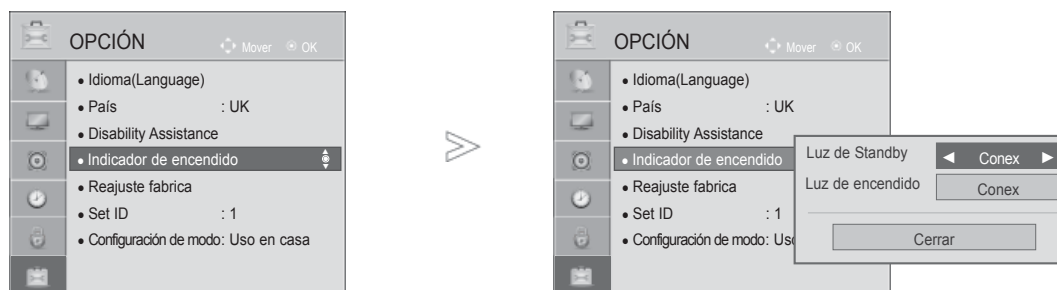 OPCIÓN Mover OK
• Idioma(Language)
• País : UK
• Disability Assistance
• Indicador de encendido
• Reajuste fabrica
• Set ID : 1
• Configuración de modo: Uso en casa
OPCIÓN Mover OK
• Idioma(Language)
• País : UK
• Disability Assistance
• Indicador de encendido
• Reajuste fabrica
• Set ID : 1
• Configuración de modo:
Luz de Standby ◄ Conex ►
Luz de encendido Conex
Cerrar